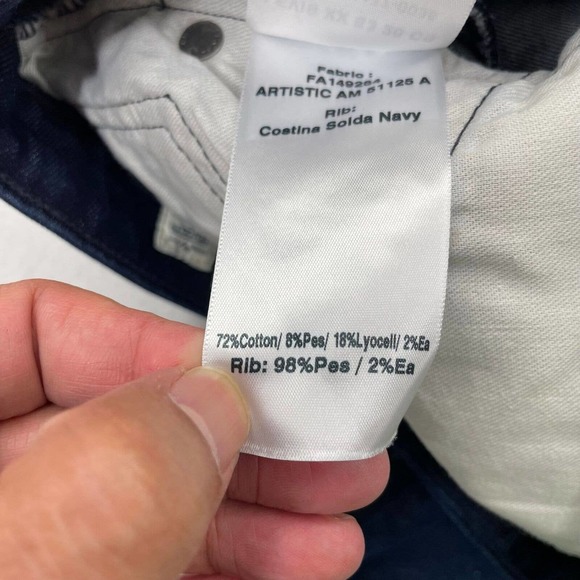 Fabric :
FA149264
ARTISTIC AM 51125 A
Rib:
Costina Solda Navy
72%Cotton/ 8%Pes/ 18%Lyocell/ 2%Ea
Rib: 98%Pes / 2%Ea